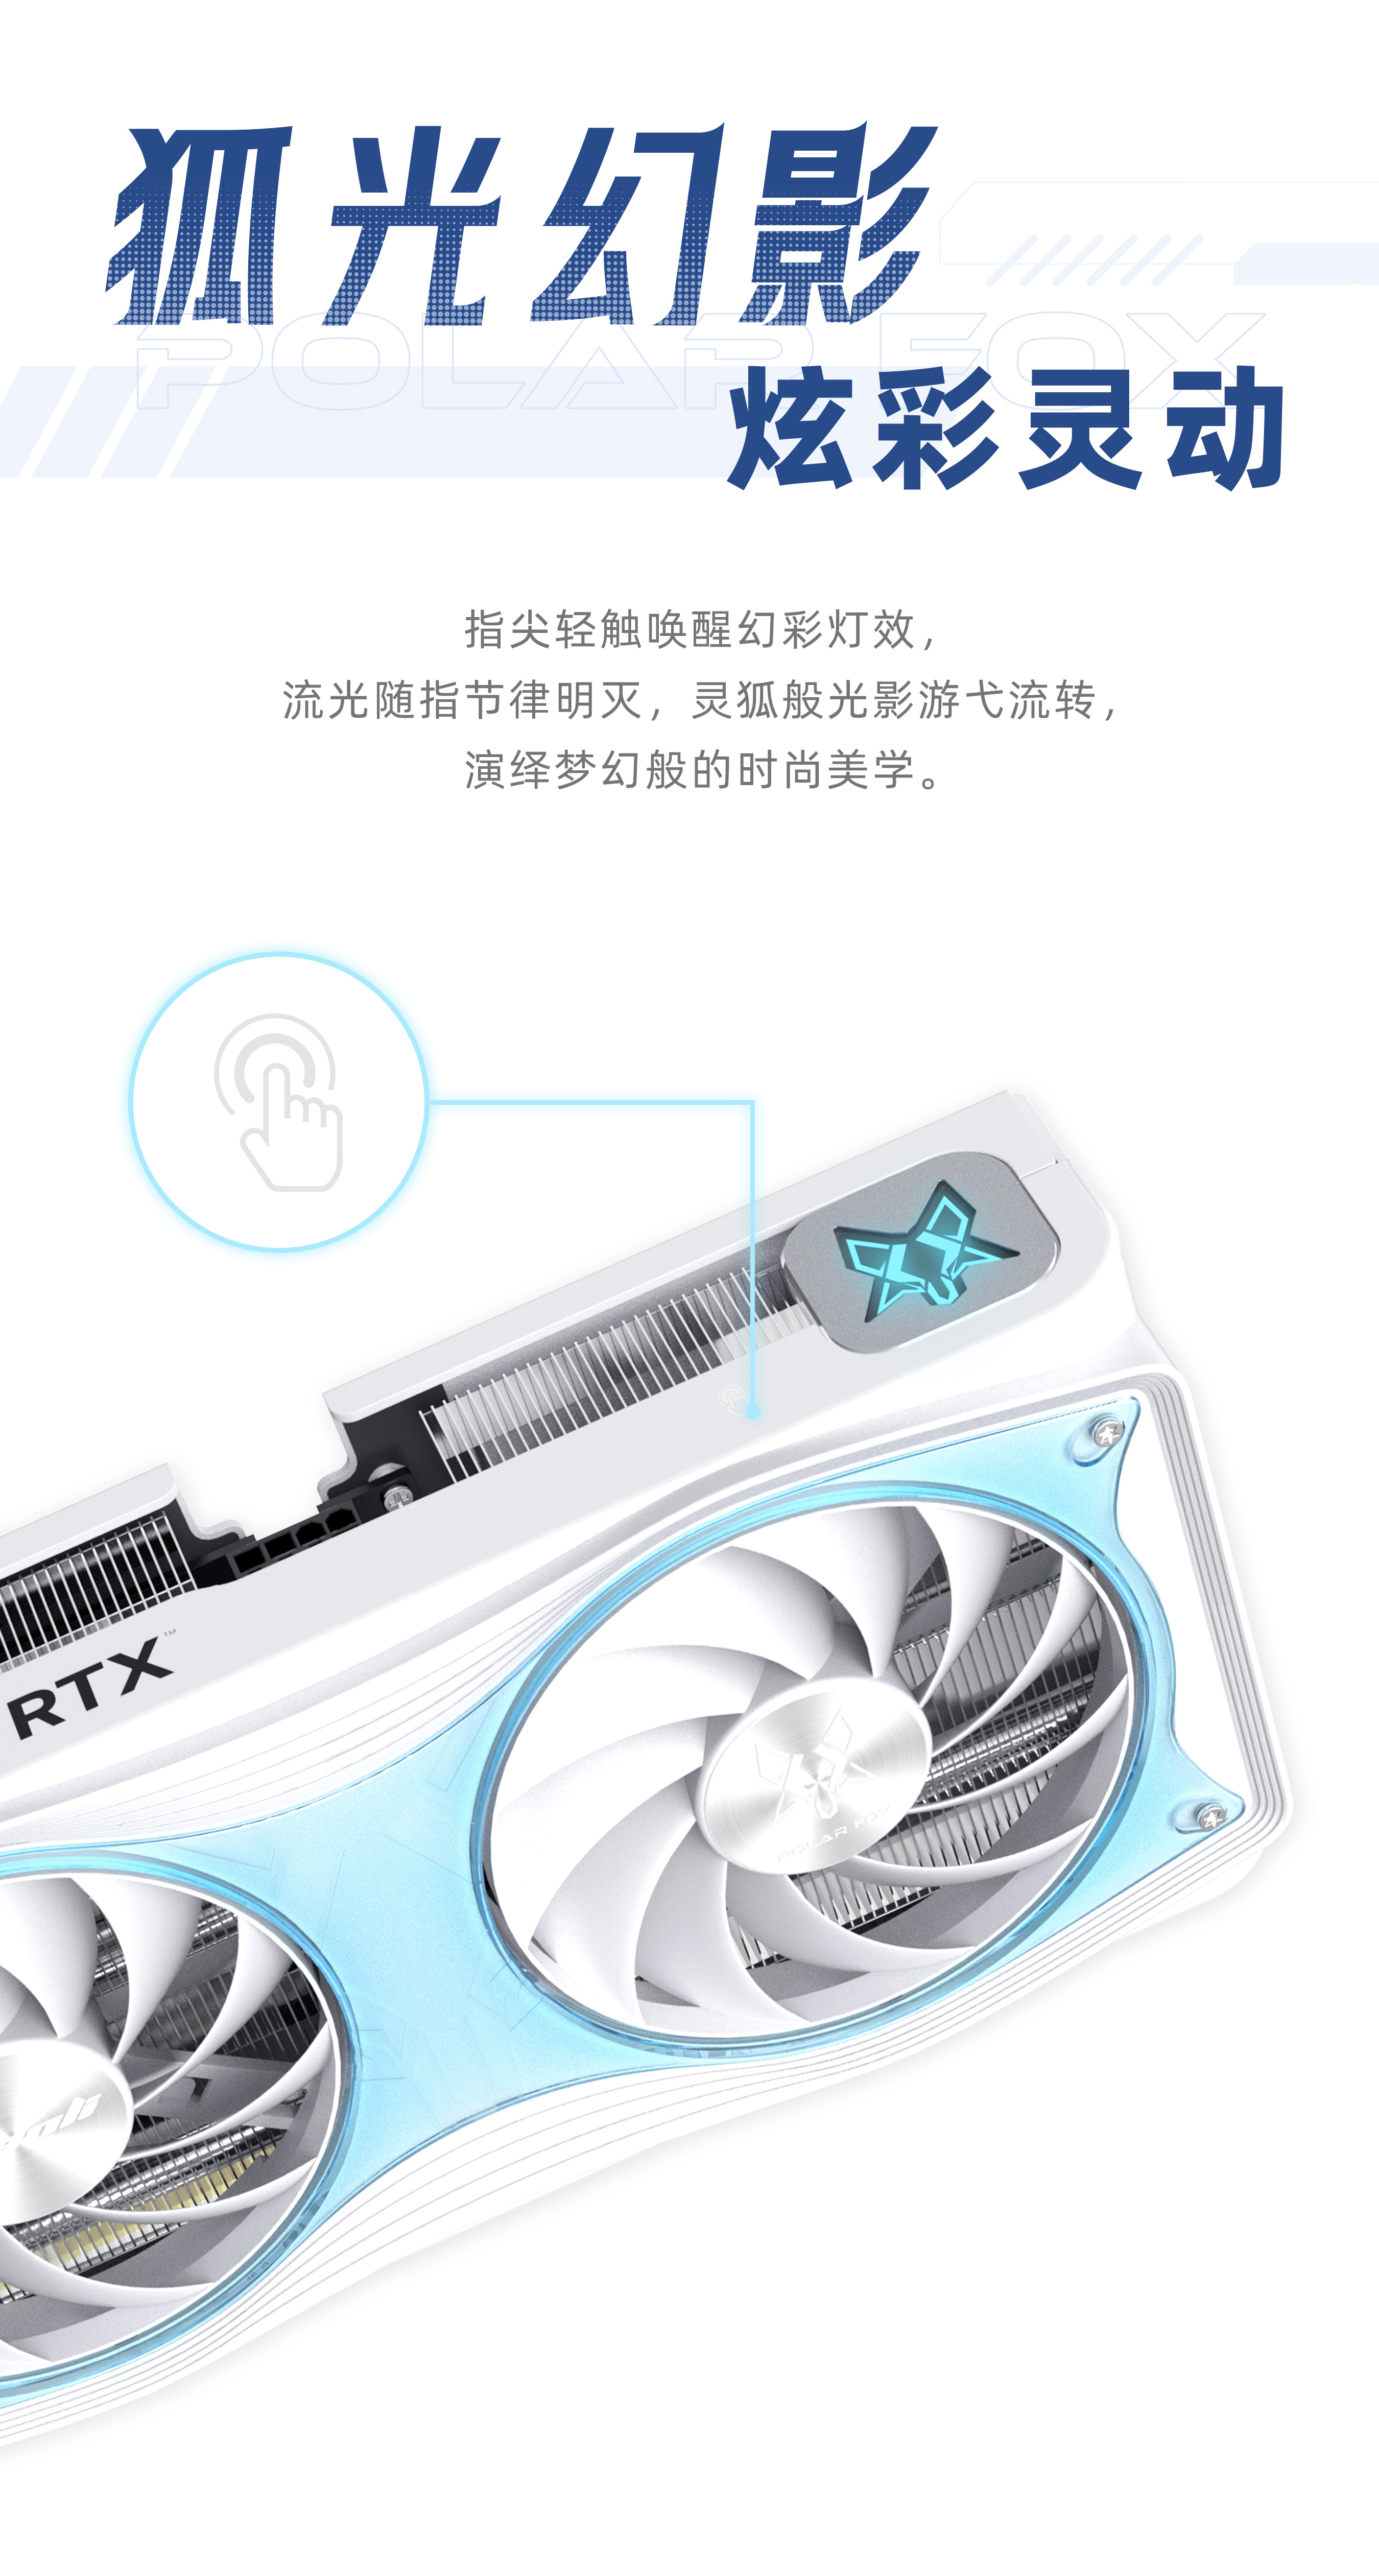 狐光幻影
POLAR FOX
炫彩灵动
指尖轻触唤醒幻彩灯效，
流光随指节律明灭，灵狐般光影游弋流转，
演绎梦幻般的时尚美学。
RTX™
POLAR FOX